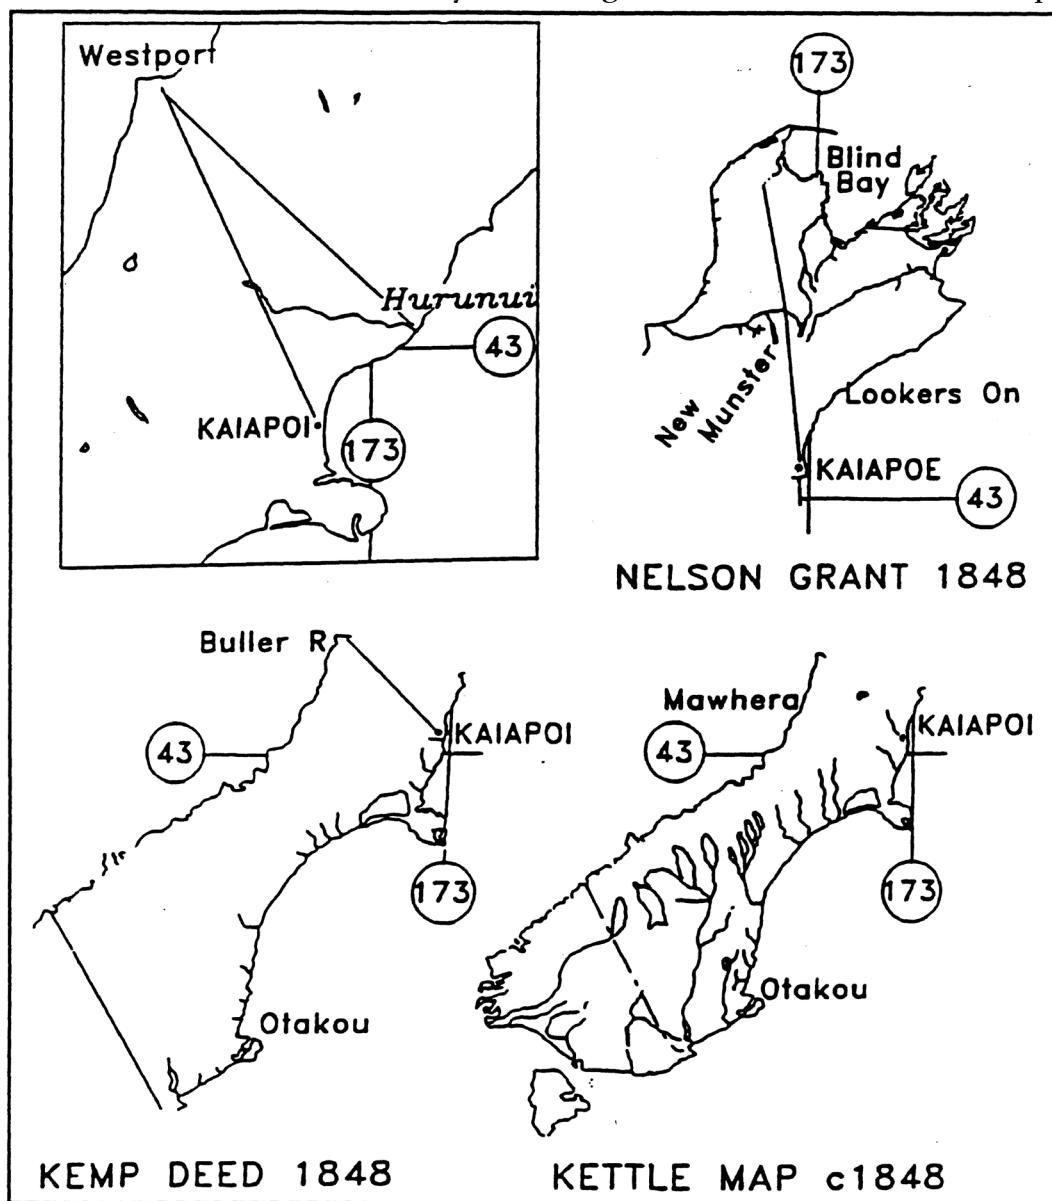 Westport
Hurunui
43
KAIAPOI
173
173
Blind
Bay
New
Munster
Lookers On
KAIAPOE
43
NELSON GRANT 1848
Buller R
43
KAIAPOI
173
Otakou
KEMP DEED 1848
Mawhera
43
KAIAPOI
173
Otakou
KETTLE MAP c1848